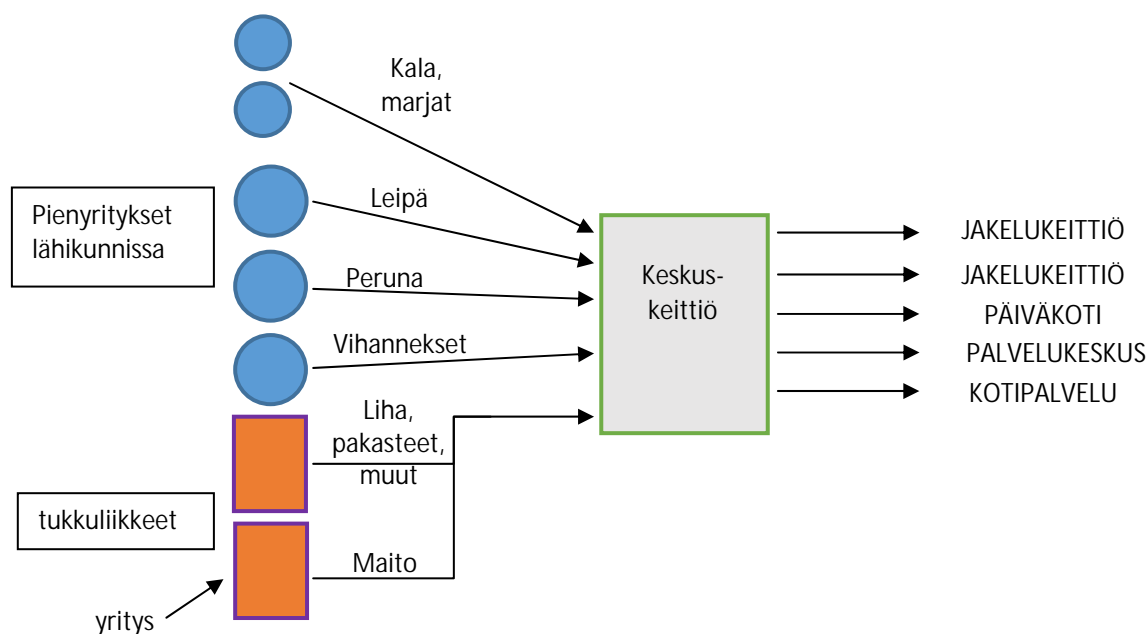 Kala,
marjat
Pienyritykset
lähikunnissa
Leipä
Peruna
Vihannekset
Liha,
pakasteet,
muut
tukkuliikkeet
Maito
yritys
Keskus-
keittiö
JAKELUKEITTIÖ
JAKELUKEITTIÖ
PÄIVÄKOTI
PALVELUKESKUS
KOTIPALVELU